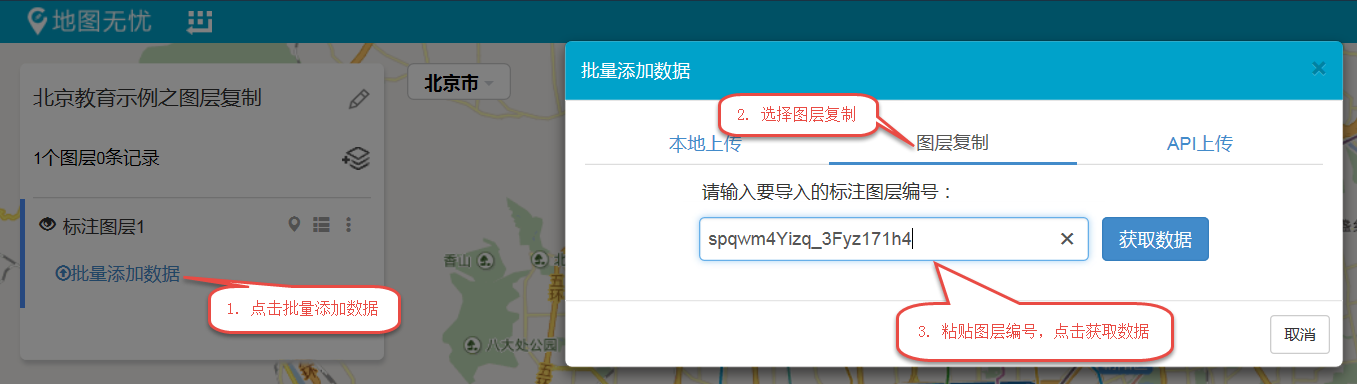 地图无忧
北京教育示例之图层复制
1个图层0条记录
标注图层1
批量添加数据
1. 点击批量添加数据
北京市
香山
北
五
环
五
环
八大处公园
批量添加数据
×
2. 选择图层复制
本地上传
图层复制
API上传
请输入要导入的标注图层编号：
spqwm4Yizq_3Fyz171h4
获取数据
3. 粘贴图层编号，点击获取数据
取消